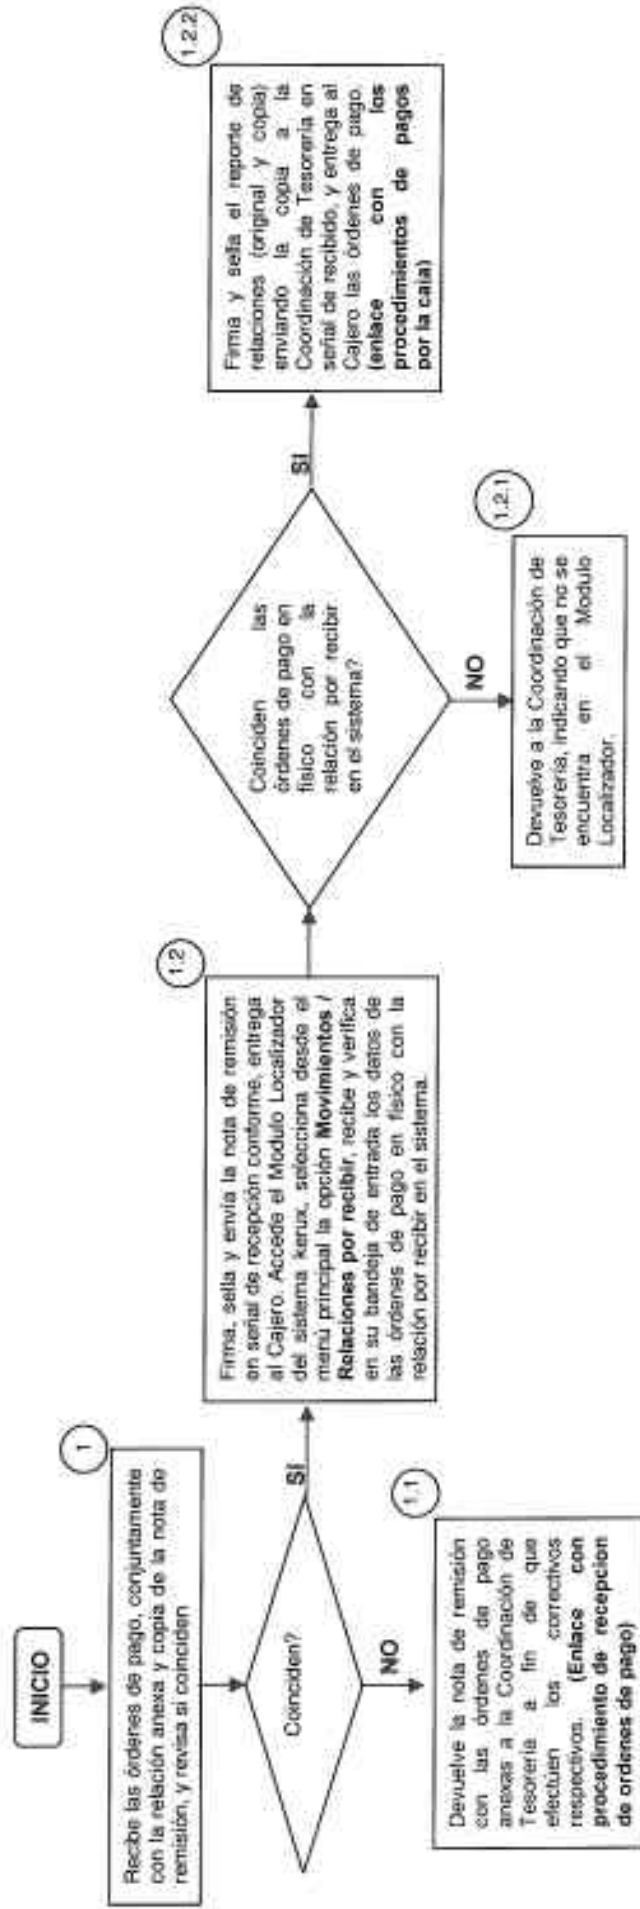 INICIO
1
Recibe las órdenes de pago, conjuntamente
con la relación anexa y copia de la nota de
remisión, y revisa si coinciden
Coinciden?
NO
SI
1.1
Devuelve la nota de remisión
con las órdenes de pago
anexas a la Coordinación de
Tesorería a fin de que
efectuen los correctivos
respectivos. (Enlace con
procedimiento de recepcion
de ordenes de pago)
1.2
Firma, sella y envía la nota de remisión
en señal de recepción conforme, entrega
al Cajero. Accede el Modulo Localizador
del sistema kerux, selecciona desde el
menú principal la opción Movimientos /
Relaciones por recibir, recibe y verifica
en su bandeja de entrada los datos de
las órdenes de pago en físico con la
relación por recibir en el sistema.
Coinciden las
órdenes de pago en
físico con la
relación por recibir
en el sistema?
NO
SI
1.2.1
Devuelve a la Coordinación de
Tesorería, indicando que no se
encuentra en el Modulo
Localizador.
1.2.2
Firma y sella el reporte de
relaciones (original y copia)
enviando la copia a la
Coordinación de Tesorería en
señal de recibido, y entrega al
Cajero las órdenes de pago.
(enlace con los
procedimientos de pagos
por la caja)